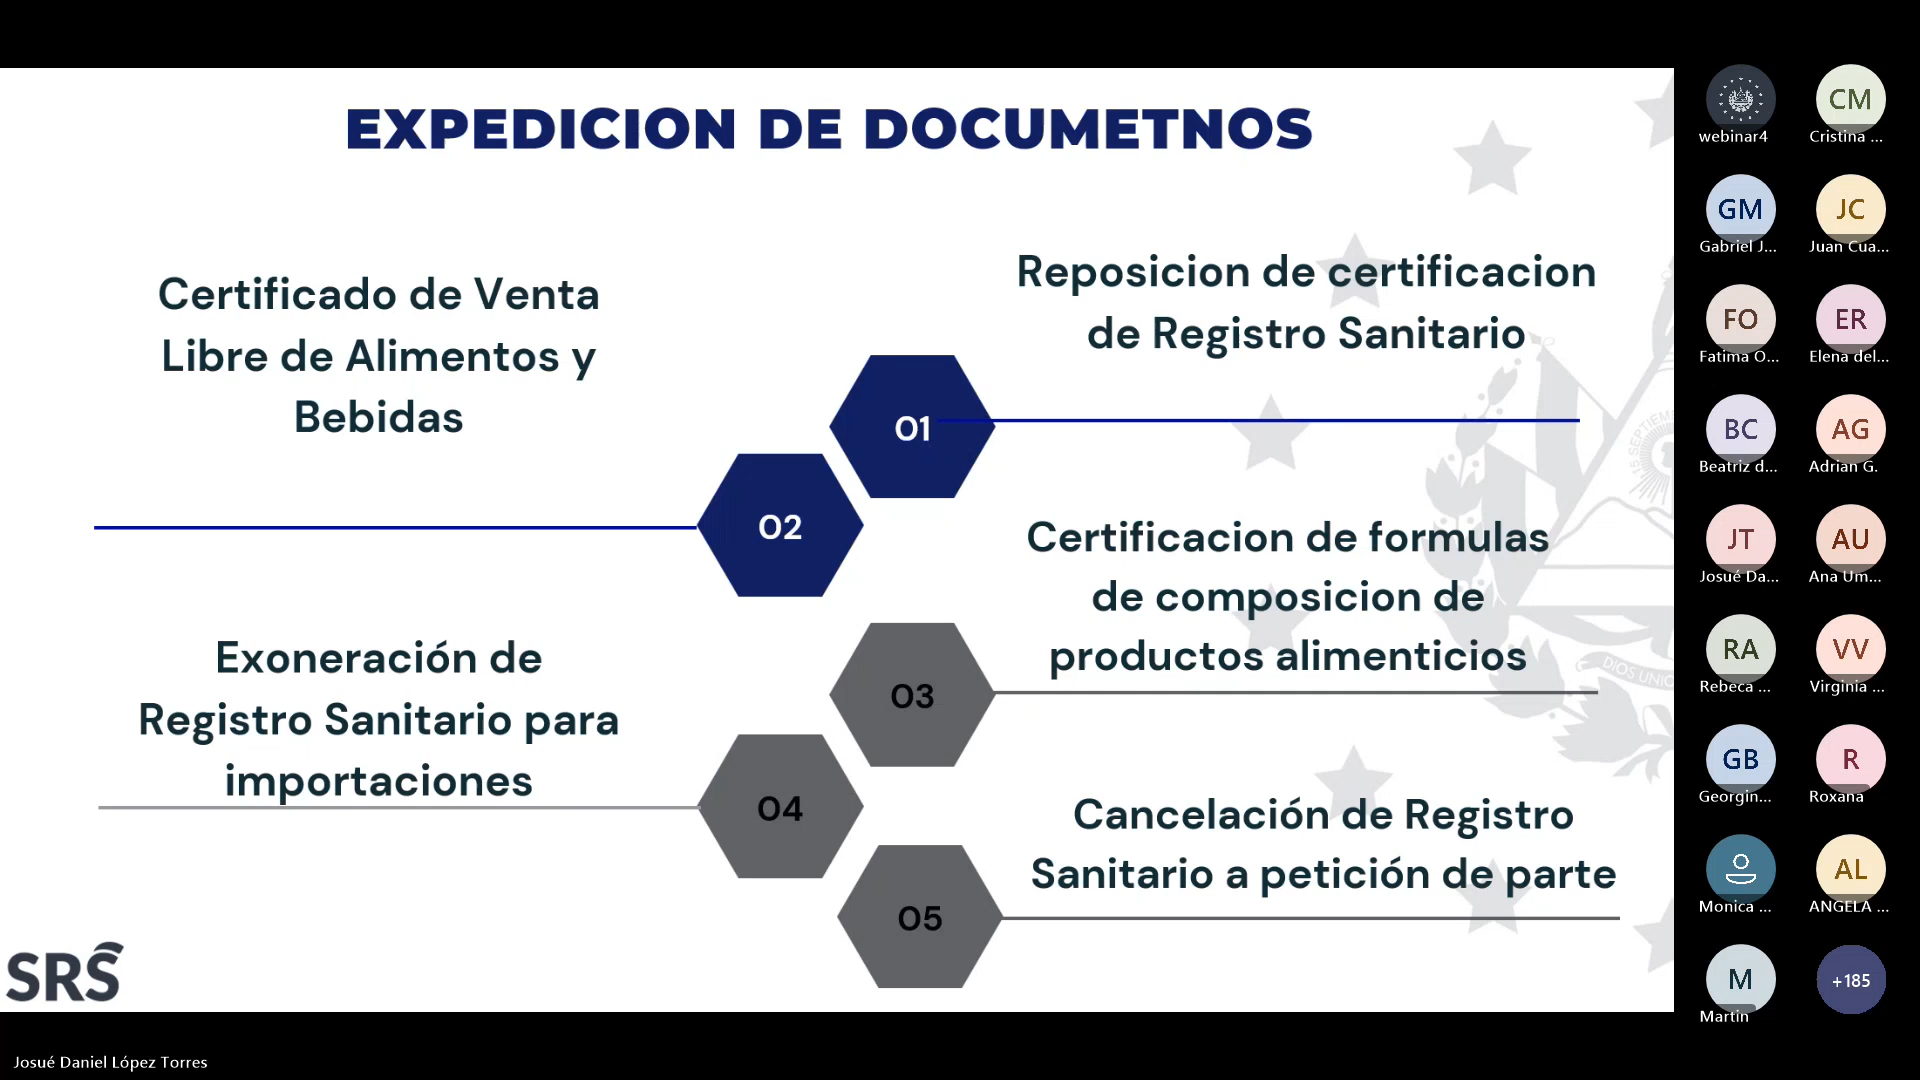 EXPEDICION DE DOCUMETNOS
Reposicion de certificacion
de Registro Sanitario
01
Certificado de Venta
Libre de Alimentos y
Bebidas
02
Certificacion de formulas
de composicion de
productos alimenticios
03
Exoneración de
Registro Sanitario para
importaciones
04
Cancelación de Registro
Sanitario a petición de parte
05
SRS
DIOS UNIO
webinar4
CM
Cristina ...
GM
Gabriel J...
JC
Juan Cua...
FO
Fatima O...
ER
Elena del...
BC
Beatriz d...
AG
Adrian G.
JT
Josué Da...
AU
Ana Um...
RA
Rebeca ...
VV
Virginia ...
GB
Georgin...
R
Roxana
Monica ...
AL
ANGELA ...
M
Martin
+185
Josué Daniel López Torres